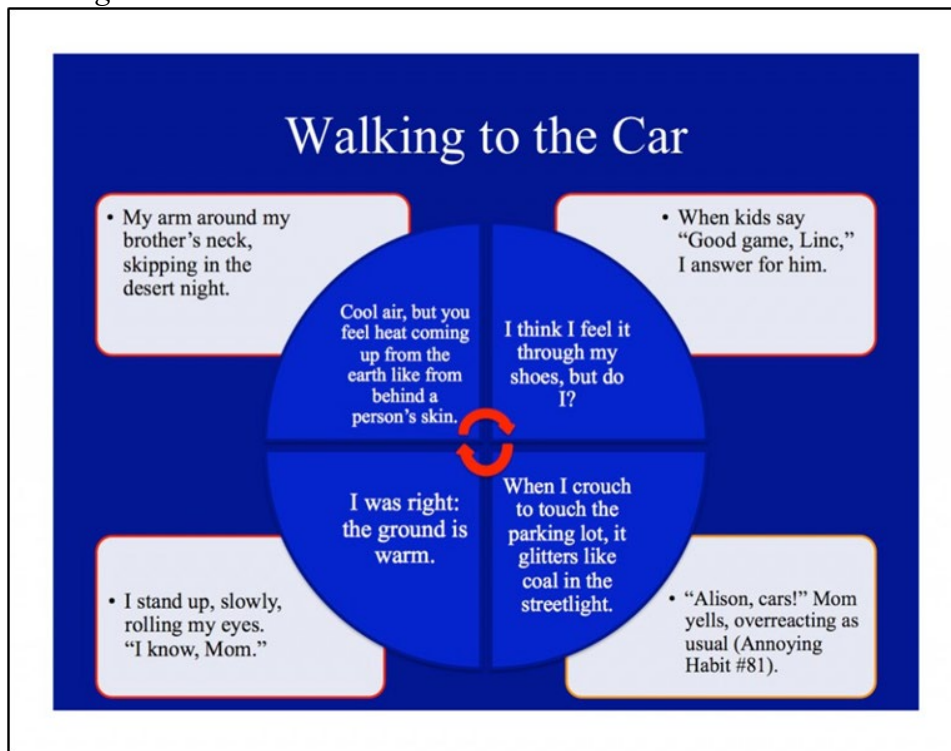 Walking to the Car
• My arm around my
brother’s neck,
skipping in the
desert night.
Cool air, but you
feel heat coming
up from the
earth like from
behind a
person’s skin.
I think I feel it
through my
shoes, but do
I?
• When kids say
“Good game, Linc,”
I answer for him.
When I crouch
to touch the
parking lot, it
glitters like
coal in the
streetlight.
• “Alison, cars!” Mom
yells, overreacting as
usual (Annoying
Habit #81).
I was right:
the ground is
warm.
• I stand up, slowly,
rolling my eyes.
“I know, Mom.”